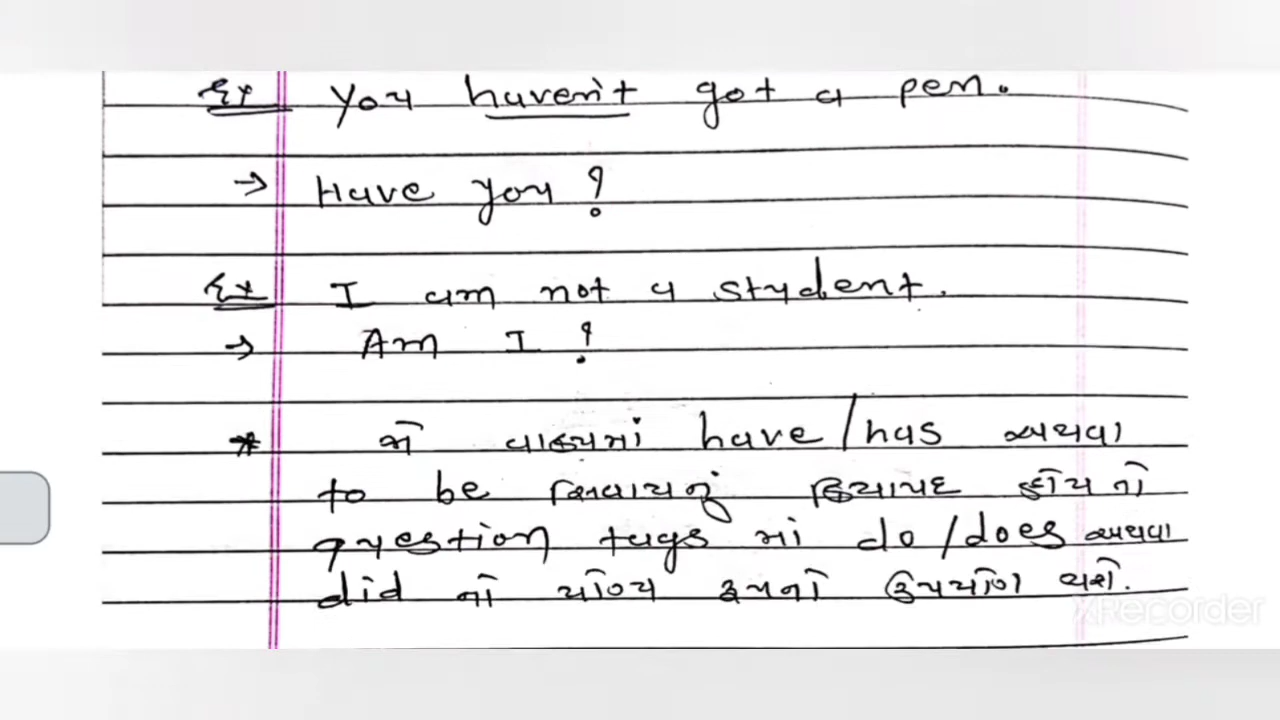 Ex You haven't got a pen.
→ Have you?
Ex I am not a student.
→ Am I?
* જો વાક્યમાં have/has અથવા
to be સિવાયનું ક્રિયાપદ હોય તો
question tags માં do/does અથવા
did નો યોગ્ય રૂપનો ઉપયોગ થશે.
XRecorder